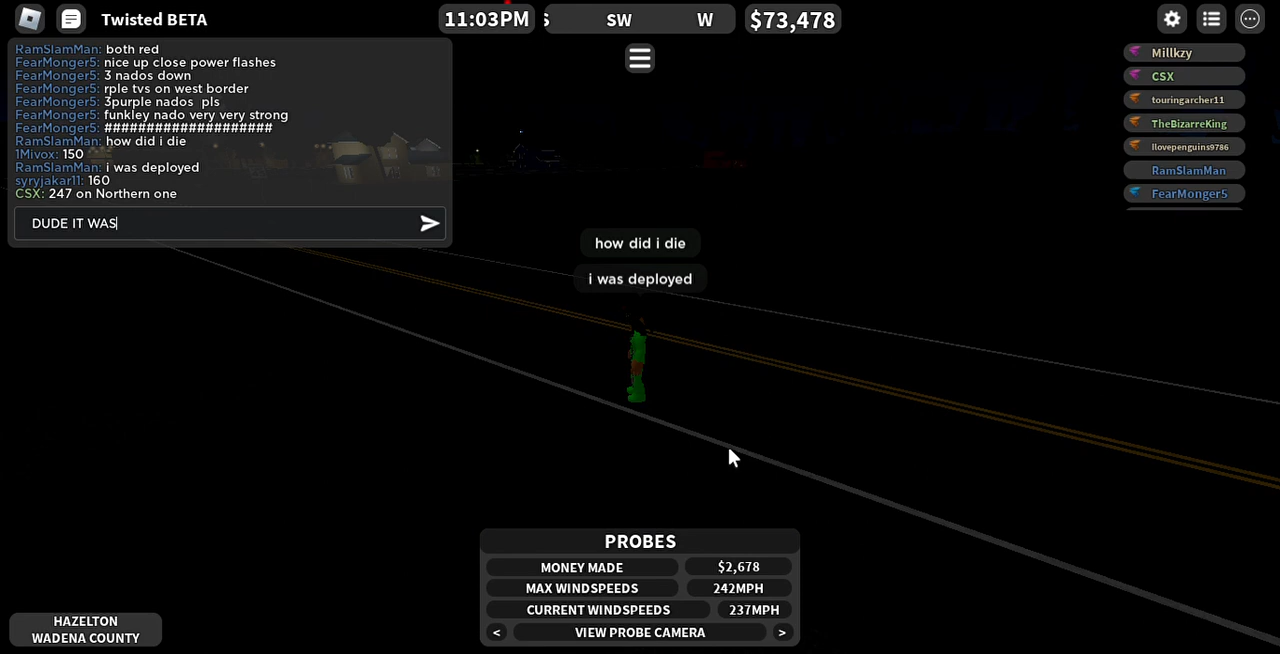 Twisted BETA
11:03PM
S SW W
$73,478
RamSlamMan: both red
FearMonger5: nice up close power flashes
FearMonger5: 3 nados down
FearMonger5: rple tvs on west border
FearMonger5: 3purple nados  pls
FearMonger5: funkley nado very very strong
FearMonger5: ####################
RamSlamMan: how did i die
1Mivox: 150
RamSlamMan: i was deployed
syryjakar11: 160
CSX: 247 on Northern one
DUDE IT WAS
Millkzy
CSX
touringarcher11
TheBizarreKing
Ilovepenguins9786
RamSlamMan
FearMonger5
how did i die
i was deployed
PROBES
MONEY MADE $2,678
MAX WINDSPEEDS 242MPH
CURRENT WINDSPEEDS 237MPH
< VIEW PROBE CAMERA >
HAZELTON
WADENA COUNTY